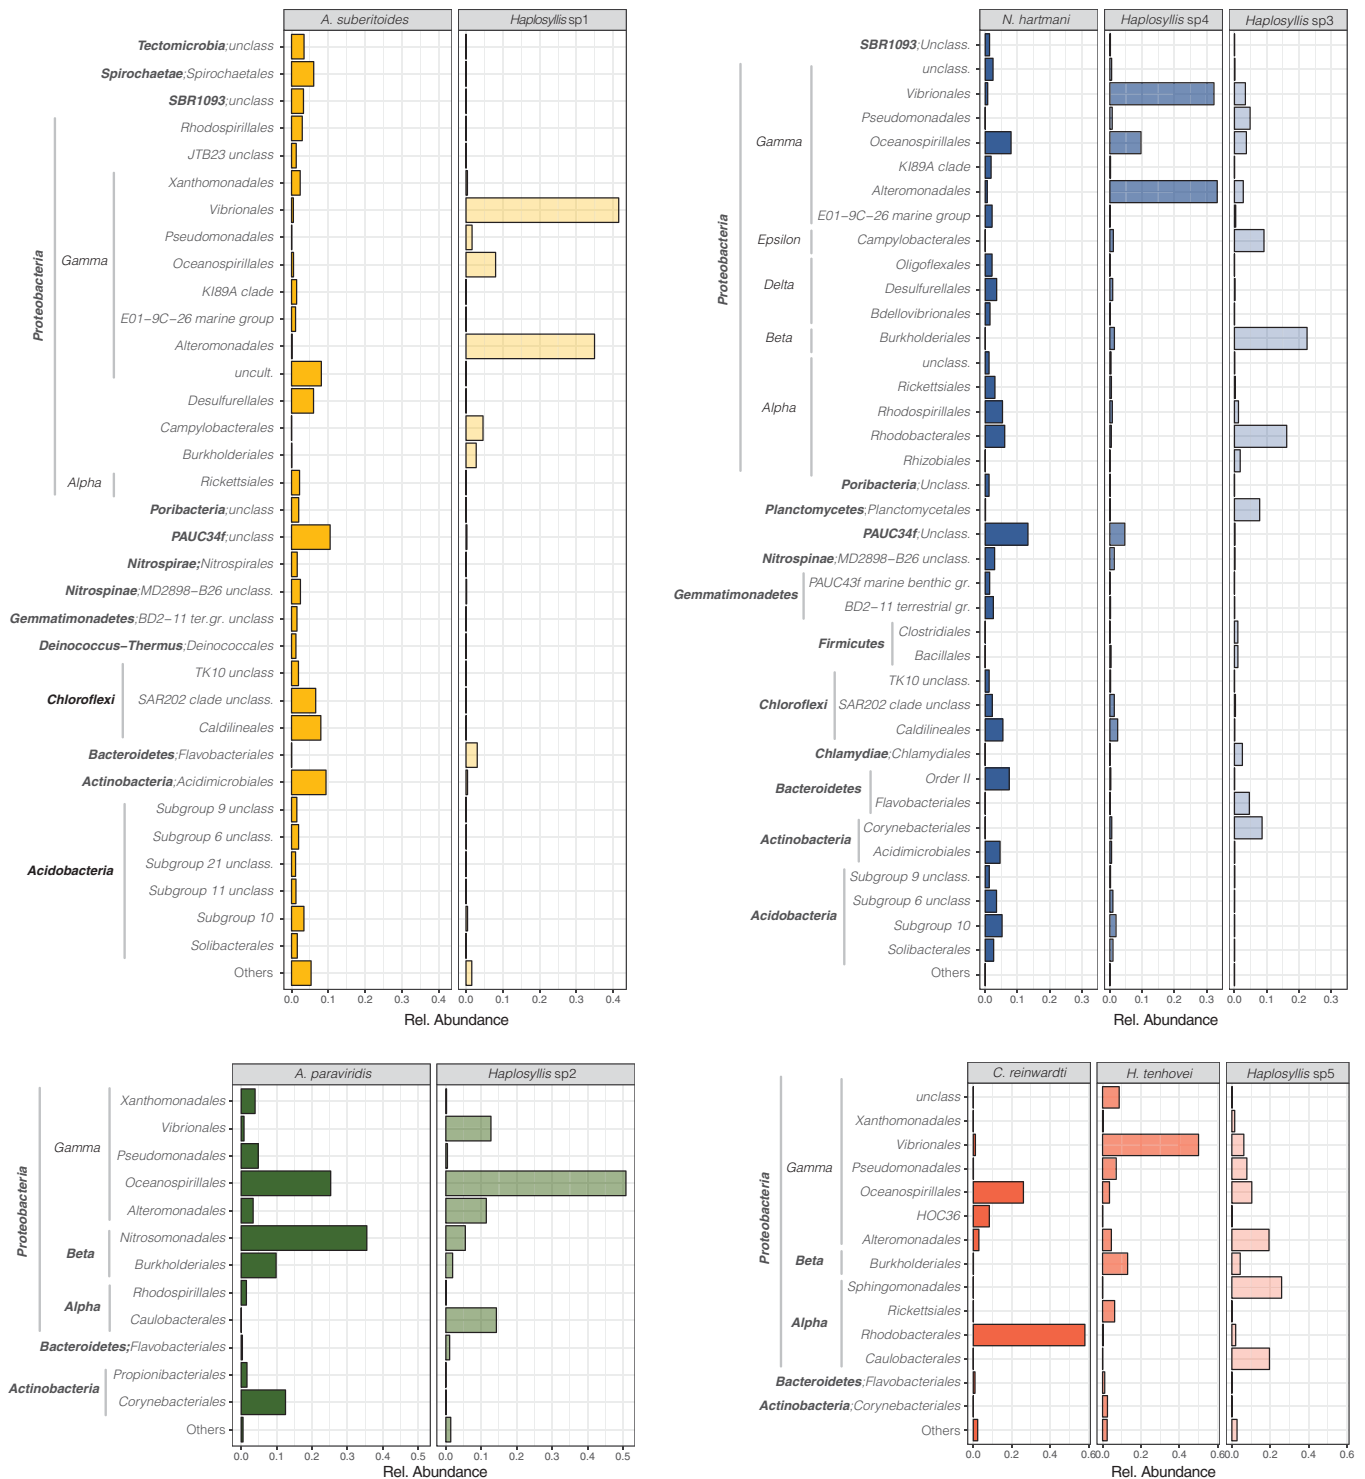 A. suberitoides
Haplosyllis sp1
Tectomicrobia;unclass
Spirochaetae;Spirochaetales
SBR1093;unclass
Rhodospirillales
JTB23 unclass
Xanthomonadales
Vibrionales
Pseudomonadales
Oceanospirillales
KI89A clade
E01−9C−26 marine group
Alteromonadales
uncult.
Desulfurellales
Campylobacterales
Burkholderiales
Rickettsiales
Poribacteria;unclass
PAUC34f;unclass
Nitrospirae;Nitrospirales
Nitrospinae;MD2898−B26 unclass.
Gemmatimonadetes;BD2−11 ter.gr. unclass
Deinococcus−Thermus;Deinococcales
TK10 unclass
SAR202 clade unclass.
Caldilineales
Bacteroidetes;Flavobacteriales
Actinobacteria;Acidimicrobiales
Subgroup 9 unclass
Subgroup 6 unclass.
Subgroup 21 unclass.
Subgroup 11 unclass
Subgroup 10
Solibacterales
Others
Proteobacteria
Gamma
Alpha
Chloroflexi
Acidobacteria
0.0 0.1 0.2 0.3 0.4 0.0 0.1 0.2 0.3 0.4
Rel. Abundance
N. hartmani
Haplosyllis sp4
Haplosyllis sp3
SBR1093;Unclass.
unclass.
Vibrionales
Pseudomonadales
Oceanospirillales
KI89A clade
Alteromonadales
E01−9C−26 marine group
Campylobacterales
Oligoflexales
Desulfurellales
Bdellovibrionales
Burkholderiales
unclass.
Rickettsiales
Rhodospirillales
Rhodobacterales
Rhizobiales
Poribacteria;Unclass.
Planctomycetes;Planctomycetales
PAUC34f;Unclass.
Nitrospinae;MD2898−B26 unclass.
PAUC43f marine benthic gr.
BD2−11 terrestrial gr.
Clostridiales
Bacillales
TK10 unclass.
SAR202 clade unclass
Caldilineales
Chlamydiae;Chlamydiales
Order II
Flavobacteriales
Corynebacteriales
Acidimicrobiales
Subgroup 9 unclass.
Subgroup 6 unclass
Subgroup 10
Solibacterales
Others
Proteobacteria
Gamma
Epsilon
Delta
Beta
Alpha
Gemmatimonadetes
Firmicutes
Chloroflexi
Bacteroidetes
Actinobacteria
Acidobacteria
0.0 0.1 0.2 0.3 0.0 0.1 0.2 0.3 0.0 0.1 0.2 0.3
Rel. Abundance
A. paraviridis
Haplosyllis sp2
Xanthomonadales
Vibrionales
Pseudomonadales
Oceanospirillales
Alteromonadales
Nitrosomonadales
Burkholderiales
Rhodospirillales
Caulobacterales
Bacteroidetes;Flavobacteriales
Propionibacteriales
Corynebacteriales
Others
Proteobacteria
Gamma
Beta
Alpha
Actinobacteria
0.0 0.1 0.2 0.3 0.4 0.5 0.0 0.1 0.2 0.3 0.4 0.5
Rel. Abundance
C. reinwardti
H. tenhovei
Haplosyllis sp5
unclass
Xanthomonadales
Vibrionales
Pseudomonadales
Oceanospirillales
HOC36
Alteromonadales
Burkholderiales
Sphingomonadales
Rickettsiales
Rhodobacterales
Caulobacterales
Bacteroidetes;Flavobacteriales
Actinobacteria;Corynebacteriales
Others
Proteobacteria
Gamma
Beta
Alpha
0.0 0.2 0.4 0.6 0.0 0.2 0.4 0.6 0.0 0.2 0.4 0.6
Rel. Abundance